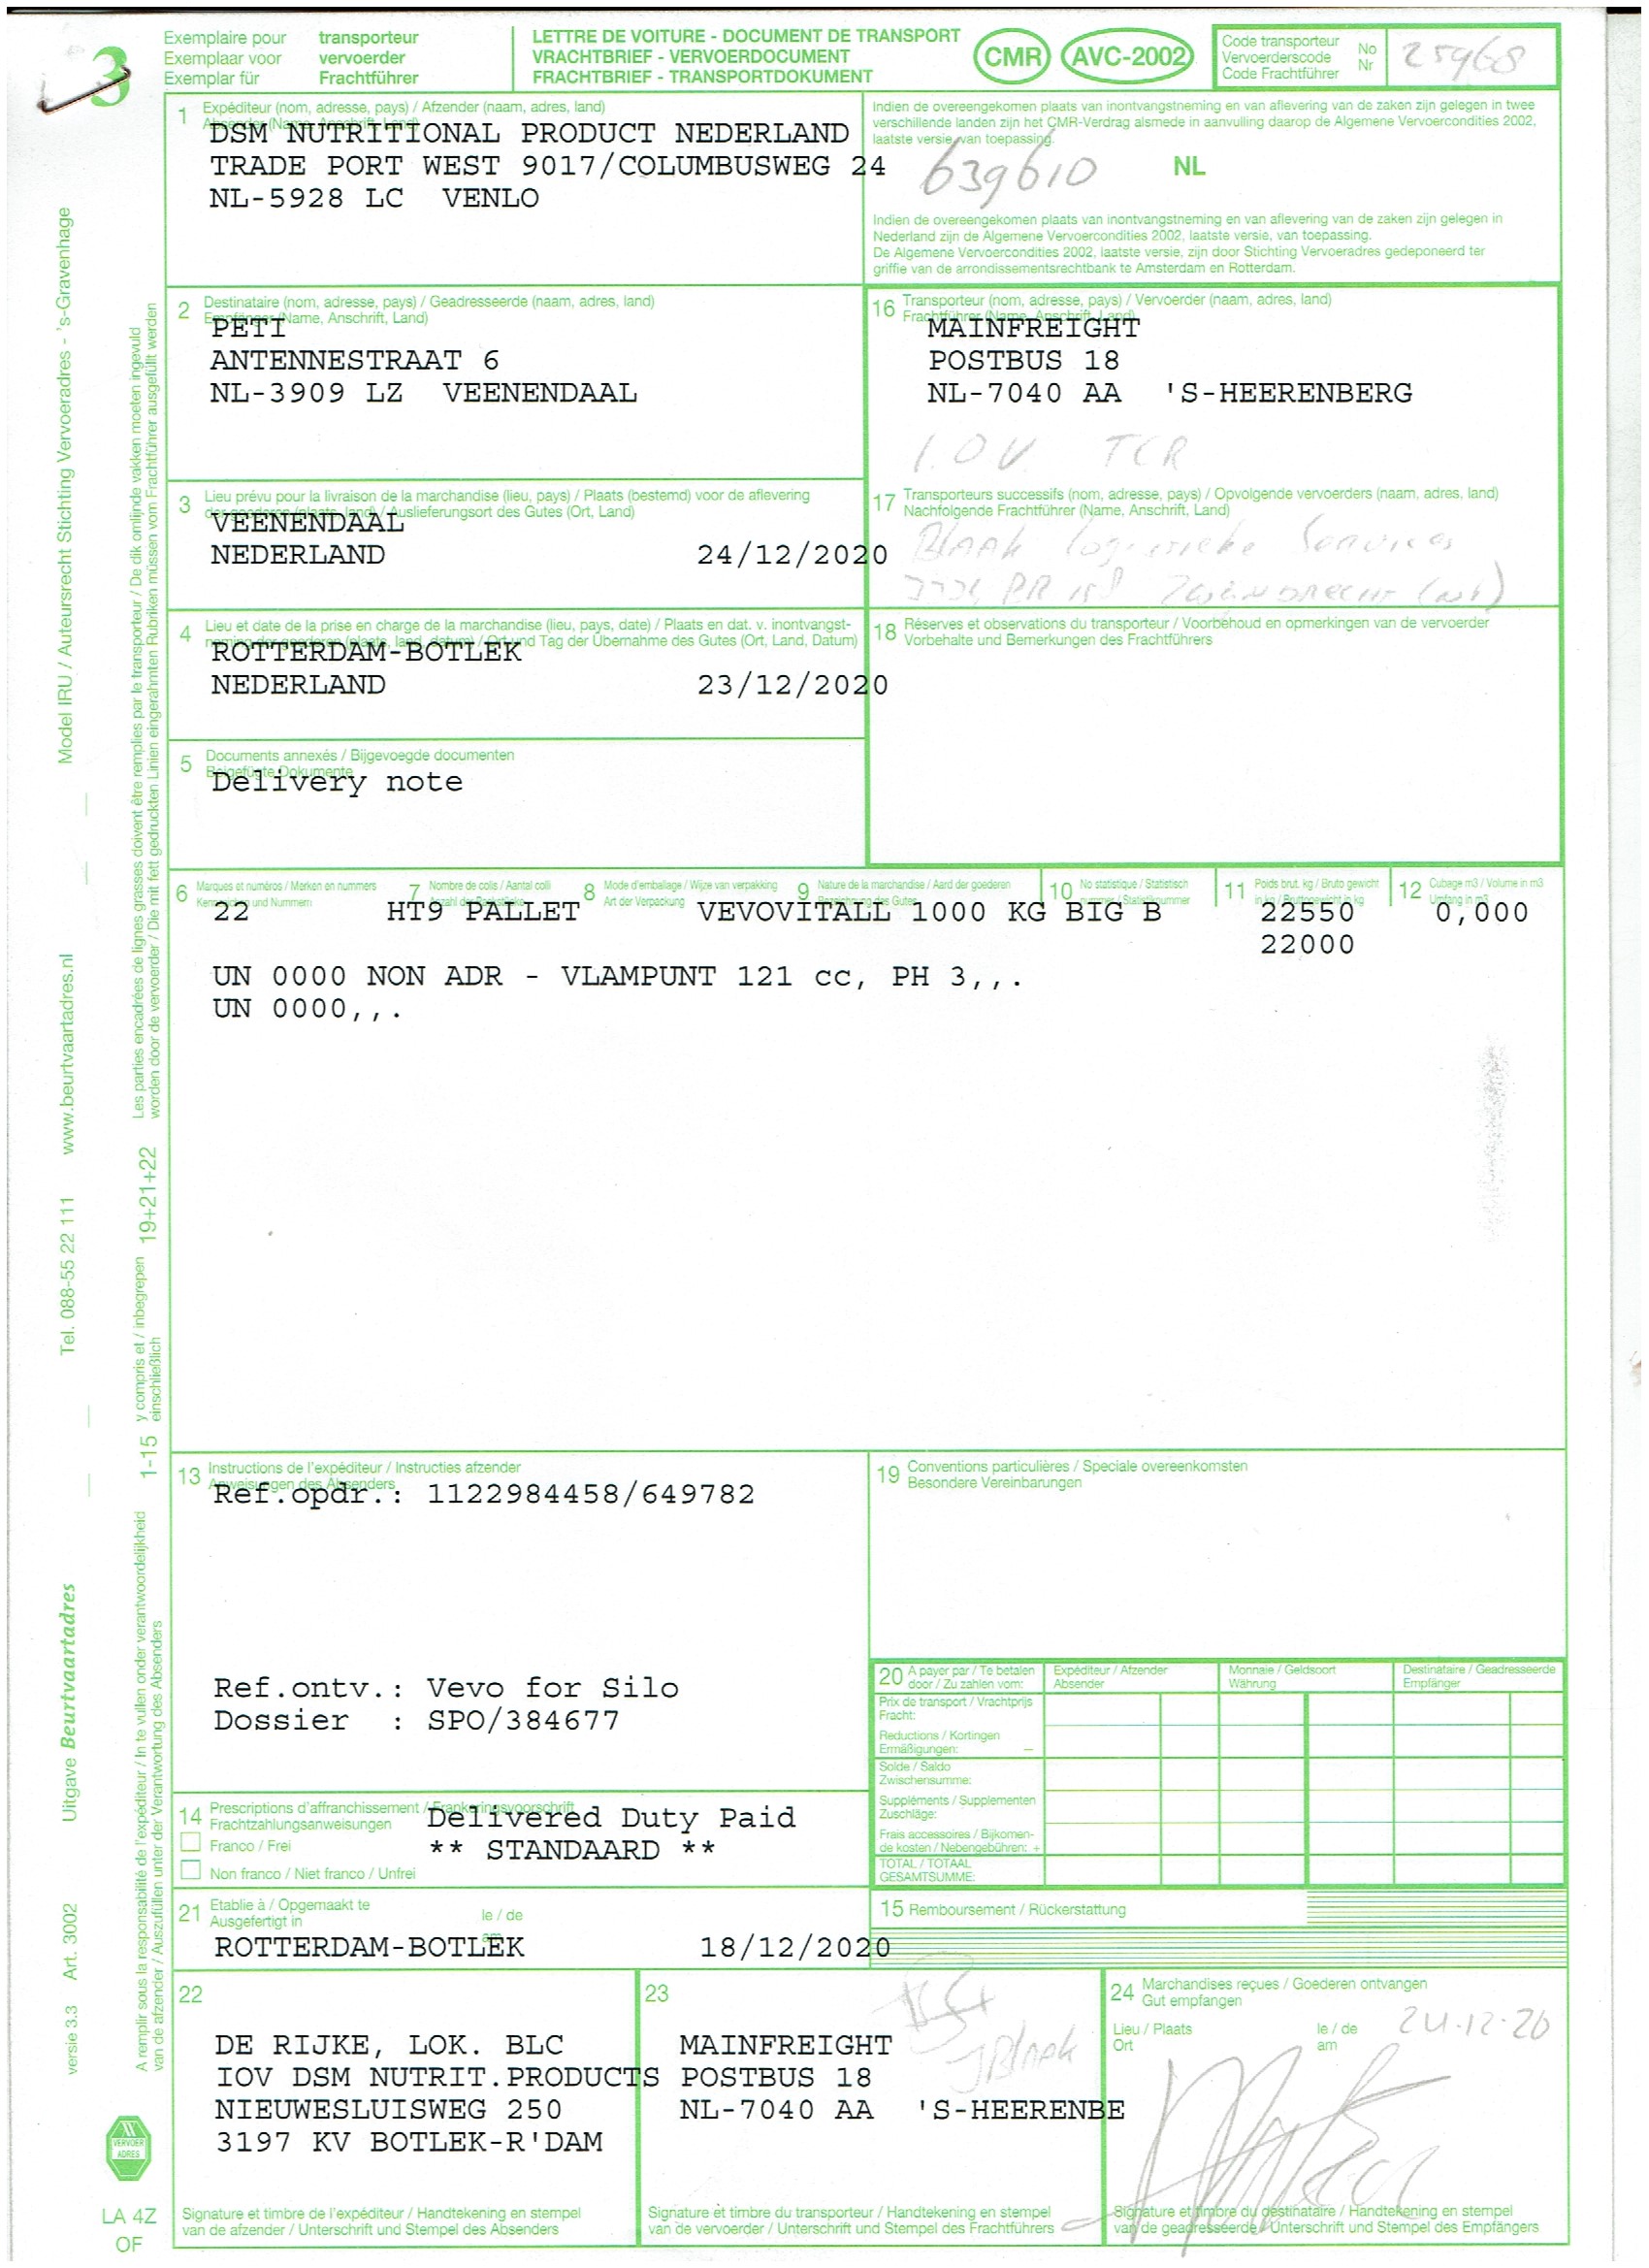 3
Exemplaire pour transporteur
Exemplaar voor vervoerder
Exemplar für Frachtführer
LETTRE DE VOITURE - DOCUMENT DE TRANSPORT
VRACHTBRIEF - VERVOERDOCUMENT
FRACHTBRIEF - TRANSPORTDOKUMENT
CMR
AVC-2002
Code transporteur
Vervoerderscode
Code Frachtführer
No
Nr
25968
1 Expéditeur (nom, adresse, pays) / Afzender (naam, adres, land)
Absender (Name, Anschrift, Land)
DSM NUTRITIONAL PRODUCT NEDERLAND
TRADE PORT WEST 9017/COLUMBUSWEG 24
NL-5928 LC VENLO
Indien de overeengekomen plaats van inontvangstneming en van aflevering van de zaken zijn gelegen in twee
verschillende landen zijn het CMR-Verdrag alsmede in aanvulling daarop de Algemene Vervoercondities 2002,
laatste versie, van toepassing.
639610
NL
Indien de overeengekomen plaats van inontvangstneming en van aflevering van de zaken zijn gelegen in
Nederland zijn de Algemene Vervoercondities 2002, laatste versie, van toepassing.
De Algemene Vervoercondities 2002, laatste versie, zijn door Stichting Vervoeradres gedeponeerd ter
griffie van de arrondissementsrechtbank te Amsterdam en Rotterdam.
2 Destinataire (nom, adresse, pays) / Geadresseerde (naam, adres, land)
Empfänger (Name, Anschrift, Land)
PETI
ANTENNESTRAAT 6
NL-3909 LZ VEENENDAAL
16 Transporteur (nom, adresse, pays) / Vervoerder (naam, adres, land)
Frachtführer (Name, Anschrift, Land)
MAINFREIGHT
POSTBUS 18
NL-7040 AA 'S-HEERENBERG
I.O.V. TCR
3 Lieu prévu pour la livraison de la marchandise (lieu, pays) / Plaats (bestemd) voor de aflevering
der goederen (plaats, land) / Auslieferungsort des Gutes (Ort, Land)
VEENENDAAL
NEDERLAND 24/12/2020
17 Transporteurs successifs (nom, adresse, pays) / Opvolgende vervoerders (naam, adres, land)
Nachfolgende Frachtführer (Name, Anschrift, Land)
Blaak Logistieke Services
ZWIJNDRECHT
4 Lieu et date de la prise en charge de la marchandise (lieu, pays, date) / Plaats en dat. v. inontvangst-
neming der goederen (plaats, land, datum) / Ort und Tag der Übernahme des Gutes (Ort, Land, Datum)
ROTTERDAM-BOTLEK
NEDERLAND 23/12/2020
18 Réserves et observations du transporteur / Voorbehoud en opmerkingen van de vervoerder
Vorbehalte und Bemerkungen des Frachtführers
5 Documents annexés / Bijgevoegde documenten
Beigefügte Dokumente
Delivery note
6 Marques et numéros / Merken en nummers
Kennzeichen und Nummern
7 Nombre de colis / Aantal colli
Anzahl der Packstücke
8 Mode d'emballage / Wijze van verpakking
Art der Verpackung
9 Nature de la marchandise / Aard der goederen
Bezeichnung des Gutes
10 No statistique / Statistisch
nummer / Statistiknummer
11 Poids brut. kg / Bruto gewicht
in kg / Bruttogewicht in kg
12 Cubage m3 / Volume in m3
Umfang in m3
22 HT9 PALLET VEVOVITALL 1000 KG BIG B 22550 0,000
22000
UN 0000 NON ADR - VLAMPUNT 121 cc, PH 3,,.
UN 0000,,.
13 Instructions de l'expéditeur / Instructies afzender
Anweisungen des Absenders
Ref.opdr.: 1122984458/649782
Ref.ontv.: Vevo for Silo
Dossier : SPO/384677
19 Conventions particulières / Speciale overeenkomsten
Besondere Vereinbarungen
20 A payer par / Te betalen
door / Zu zahlen vom:
Expéditeur / Afzender
Absender
Monnaie / Geldsoort
Währung
Destinataire / Geadresseerde
Empfänger
Prix de transport / Vrachtprijs
Fracht:
Reductions / Kortingen
Ermäßigungen: −
Solde / Saldo
Zwischensumme:
Suppléments / Supplementen
Zuschläge:
Frais accessoires / Bijkomen-
de kosten / Nebengebühren: +
TOTAL / TOTAAL
GESAMTSUMME:
14 Prescriptions d'affranchissement / Frankeringsvoorschrift
Frachtzahlungsanweisungen
Franco / Frei
Non franco / Niet franco / Unfrei
Delivered Duty Paid
** STANDAARD **
21 Etablie à / Opgemaakt te
Ausgefertigt in
le / de
am
ROTTERDAM-BOTLEK 18/12/2020
15 Remboursement / Rückerstattung
22
DE RIJKE, LOK. BLC
IOV DSM NUTRIT.PRODUCTS
NIEUWESLUISWEG 250
3197 KV BOTLEK-R'DAM
Signature et timbre de l'expéditeur / Handtekening en stempel
van de afzender / Unterschrift und Stempel des Absenders
23
MAINFREIGHT
POSTBUS 18
NL-7040 AA 'S-HEERENBE
JBlaak
Signature et timbre du transporteur / Handtekening en stempel
van de vervoerder / Unterschrift und Stempel des Frachtführers
24 Marchandises reçues / Goederen ontvangen
Gut empfangen
Lieu / Plaats
Ort
le / de
am
24-12-20
Signature et timbre du destinataire / Handtekening en stempel
van de geadresseerde / Unterschrift und Stempel des Empfängers
Model IRU / Auteursrecht Stichting Vervoeradres - 's-Gravenhage
www.beurtvaartadres.nl
Tel. 088-55 22 111
Uitgave Beurtvaartadres
Art. 3002
versie 3.3
Les parties encadrées de lignes grasses doivent être remplies par le transporteur / De dik omlijnde vakken moeten ingevuld
worden door de vervoerder / Die mit fett gedruckten Linien eingerahmten Rubriken müssen vom Frachtführer ausgefüllt werden
19+21+22
y compris et / inbegrepen
einschließlich
1-15
A remplir sous la responsabilité de l'expéditeur / In te vullen onder verantwoordelijkheid
van de afzender / Auszufüllen unter der Verantwortung des Absenders
VERVOER
ADRES
LA 4Z
OF